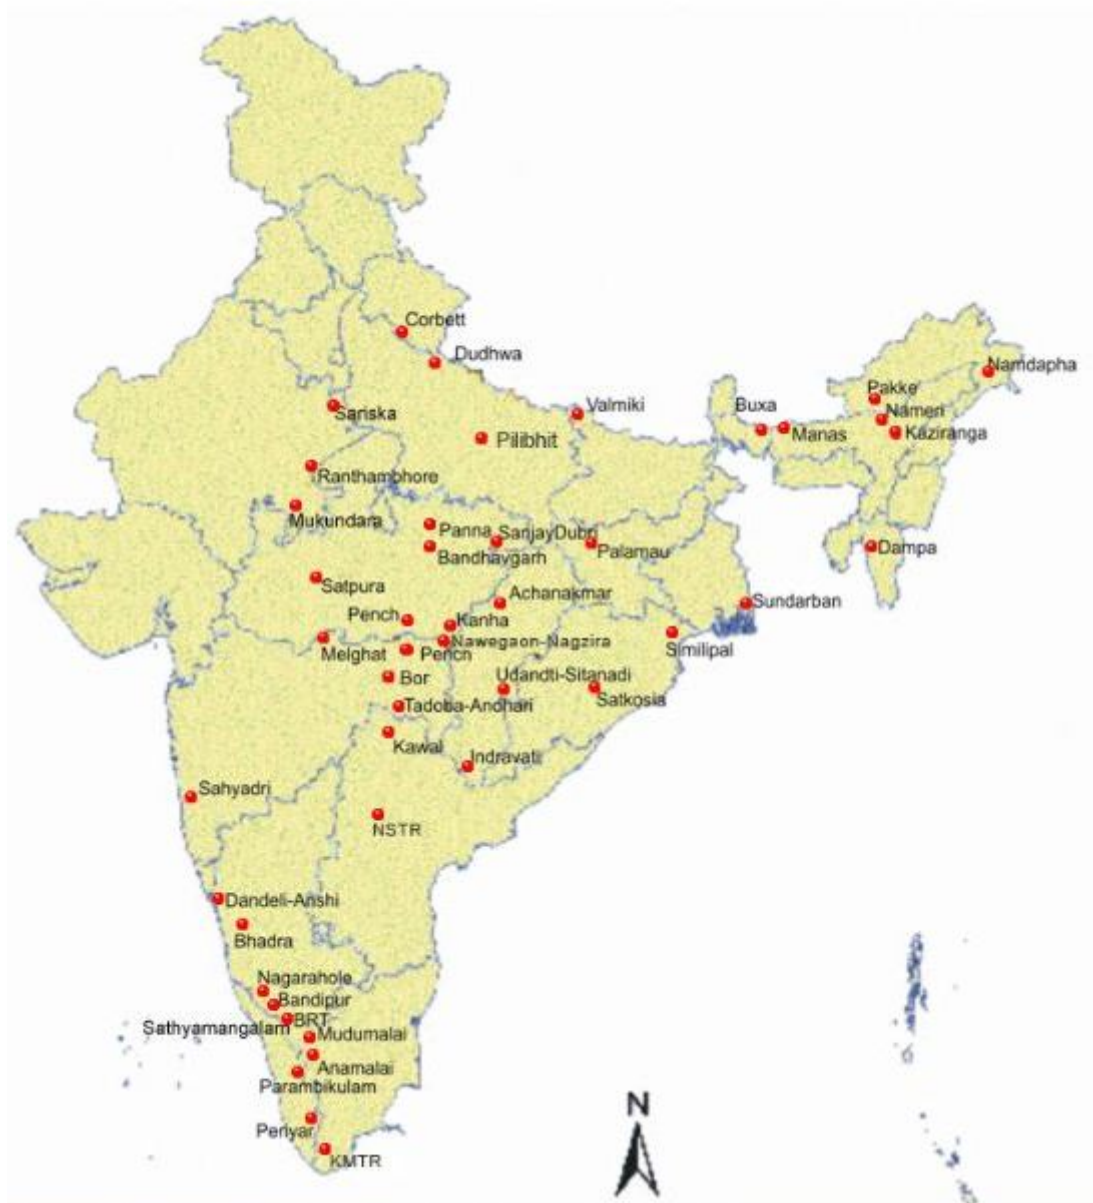 Corbett
Dudhwa
Namdapha
Pakke
Sariska
Valmiki
Buxa
Nameri
Manas
Kaziranga
Pilibhit
Ranthambhore
Mukundara
Panna
SanjayDubri
Palamau
Dampa
Bandhavgarh
Satpura
Achanakmar
Sundarban
Pench
Kanha
Nawegaon-Nagzira
Similipal
Melghat
Pench
Bor
Udandti-Sitanadi
Satkosia
Tadoba-Andhari
Kawal
Indravati
Sahyadri
NSTR
Dandeli-Anshi
Bhadra
Nagarahole
Bandipur
BRT
Sathyamangalam
Mudumalai
Anamalai
Parambikulam
N
Periyar
KMTR